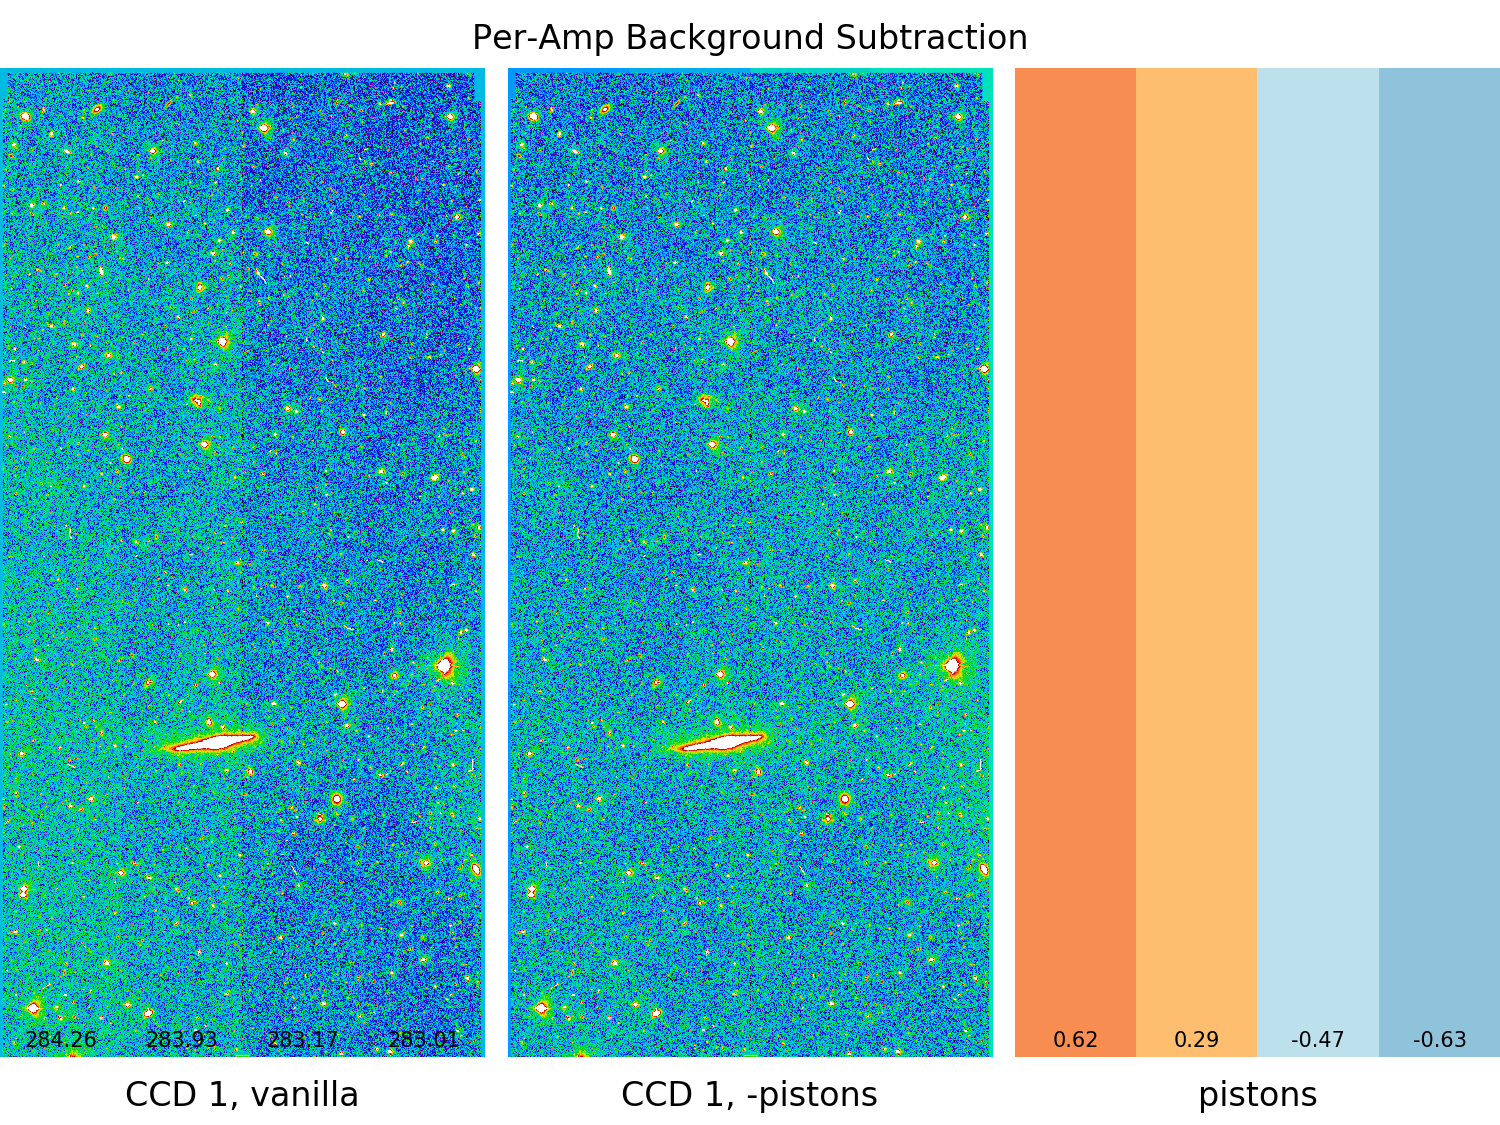 Per-Amp Background Subtraction
284.26 283.93 283.17 283.01
0.62 0.29 -0.47 -0.63
CCD 1, vanilla
CCD 1, -pistons
pistons